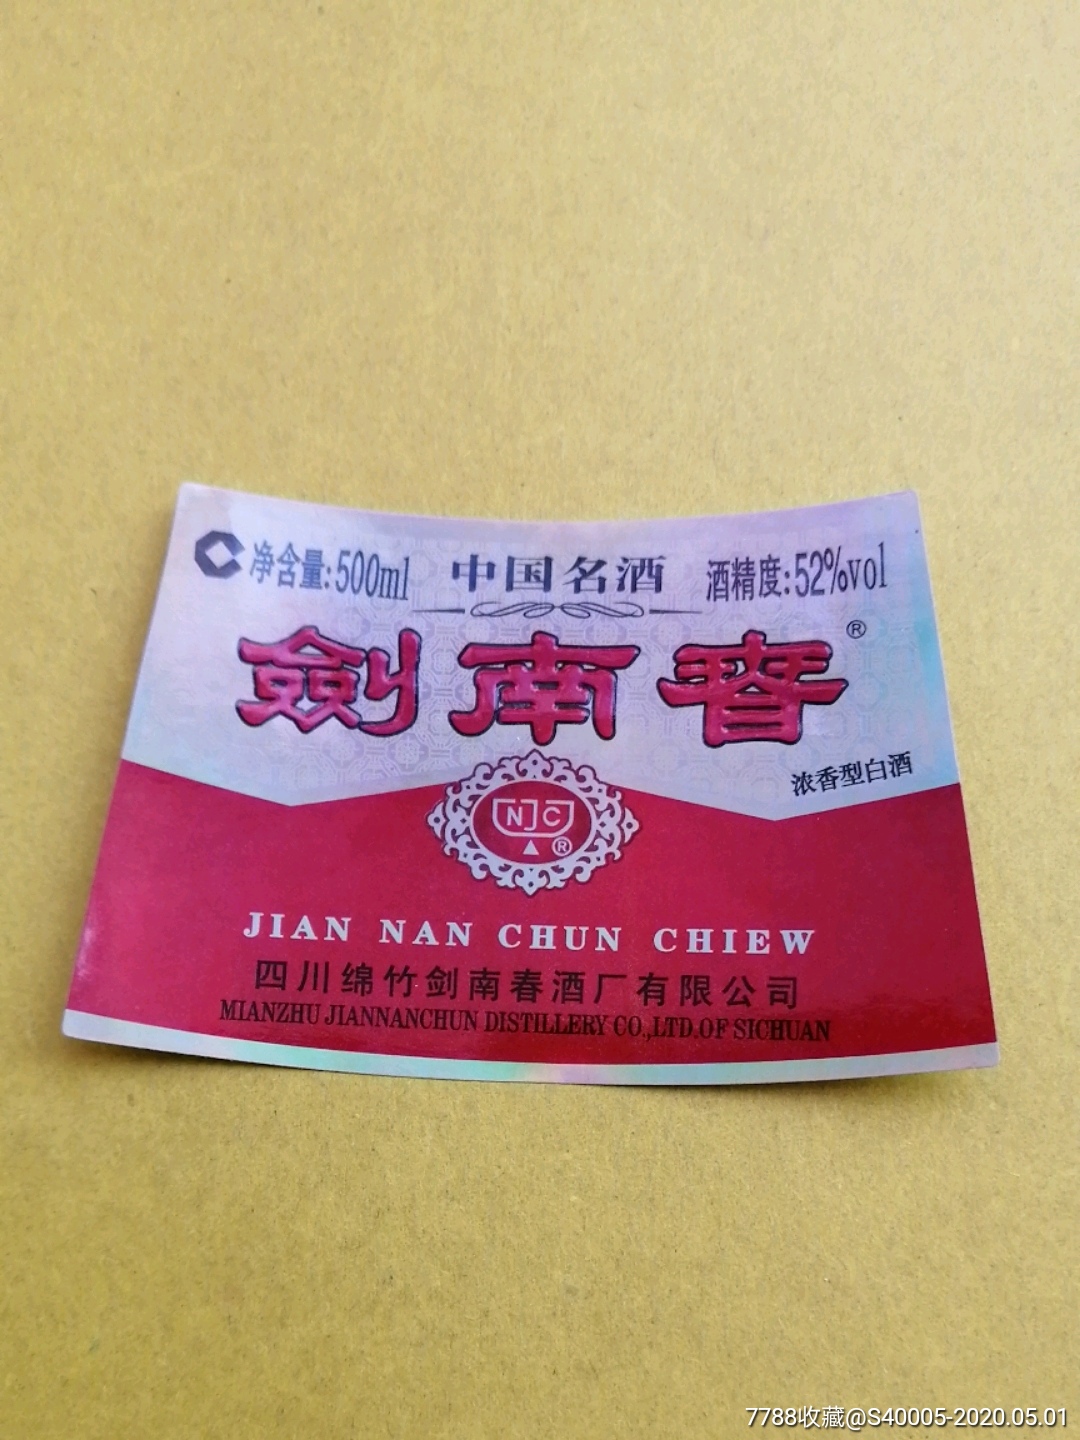 净含量:500ml 中国名酒 酒精度:52%vol
劍南春®
浓香型白酒
NJC
®
JIAN NAN CHUN CHIEW
四川绵竹剑南春酒厂有限公司
MIANZHU JIANNANCHUN DISTILLERY CO.,LTD.OF SICHUAN
7788收藏@S40005-2020.05.01